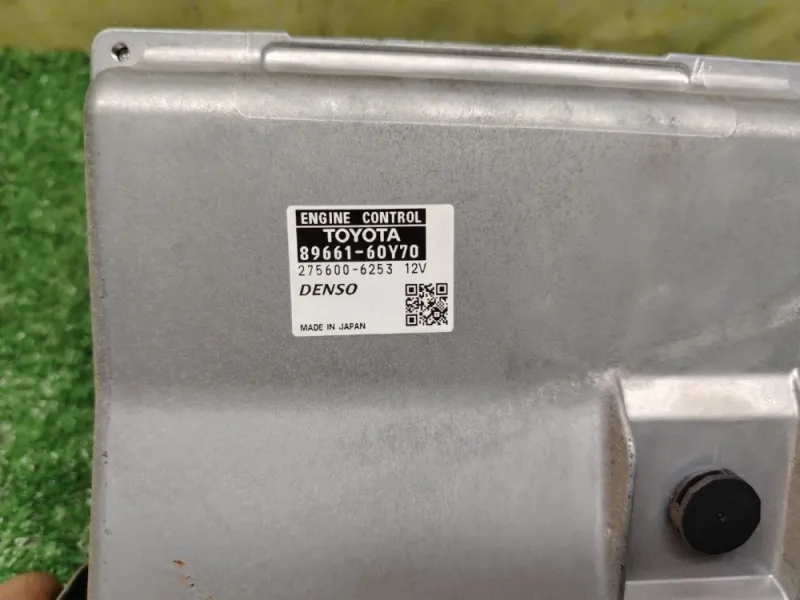 ENGINE CONTROL
TOYOTA
89661-60Y70
275600-6253 12V
DENSO
MADE IN JAPAN